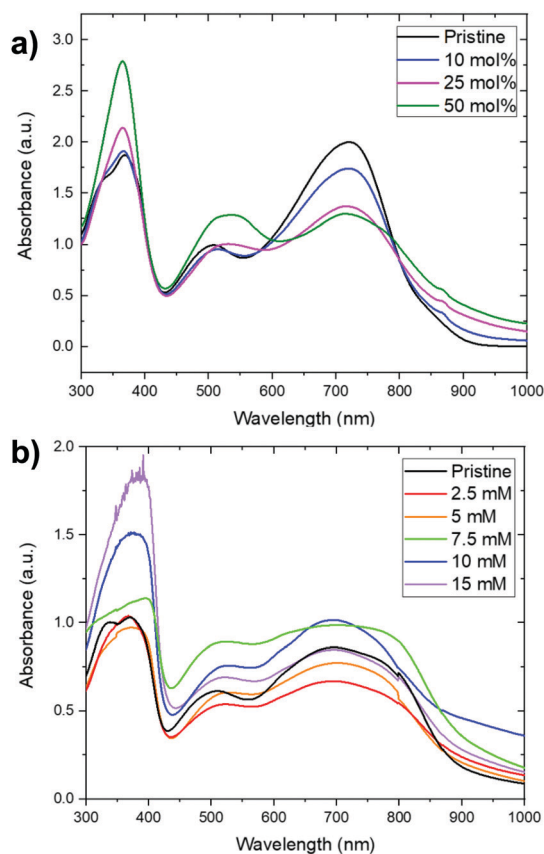 a)
Pristine
10 mol%
25 mol%
50 mol%
Absorbance (a.u.)
3.0
2.5
2.0
1.5
1.0
0.5
0.0
300 400 500 600 700 800 900 1000
Wavelength (nm)
b)
Pristine
2.5 mM
5 mM
7.5 mM
10 mM
15 mM
Absorbance (a.u.)
2.0
1.5
1.0
0.5
0.0
300 400 500 600 700 800 900 1000
Wavelength (nm)